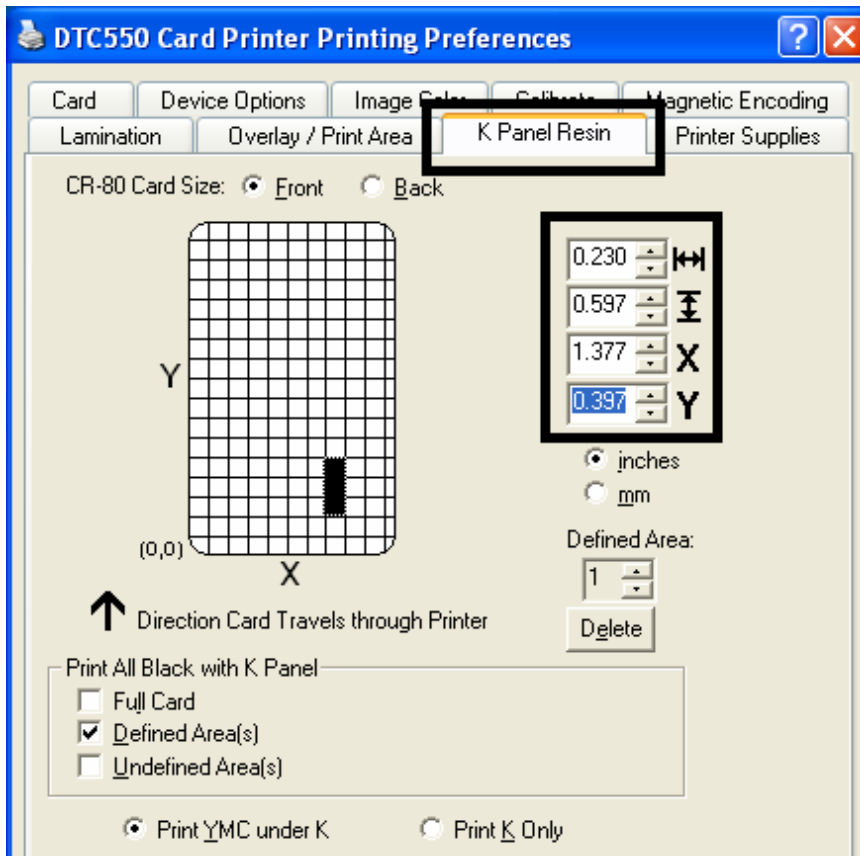 DTC550 Card Printer Printing Preferences
Card Device Options Image Color Calibrate Magnetic Encoding
Lamination Overlay / Print Area K Panel Resin Printer Supplies
CR-80 Card Size: Front Back
0.230
0.597
1.377 X
0.397 Y
Y
inches
mm
(0,0)
X
Defined Area:
1
Direction Card Travels through Printer
Delete
Print All Black with K Panel
Full Card
Defined Area(s)
Undefined Area(s)
Print YMC under K Print K Only